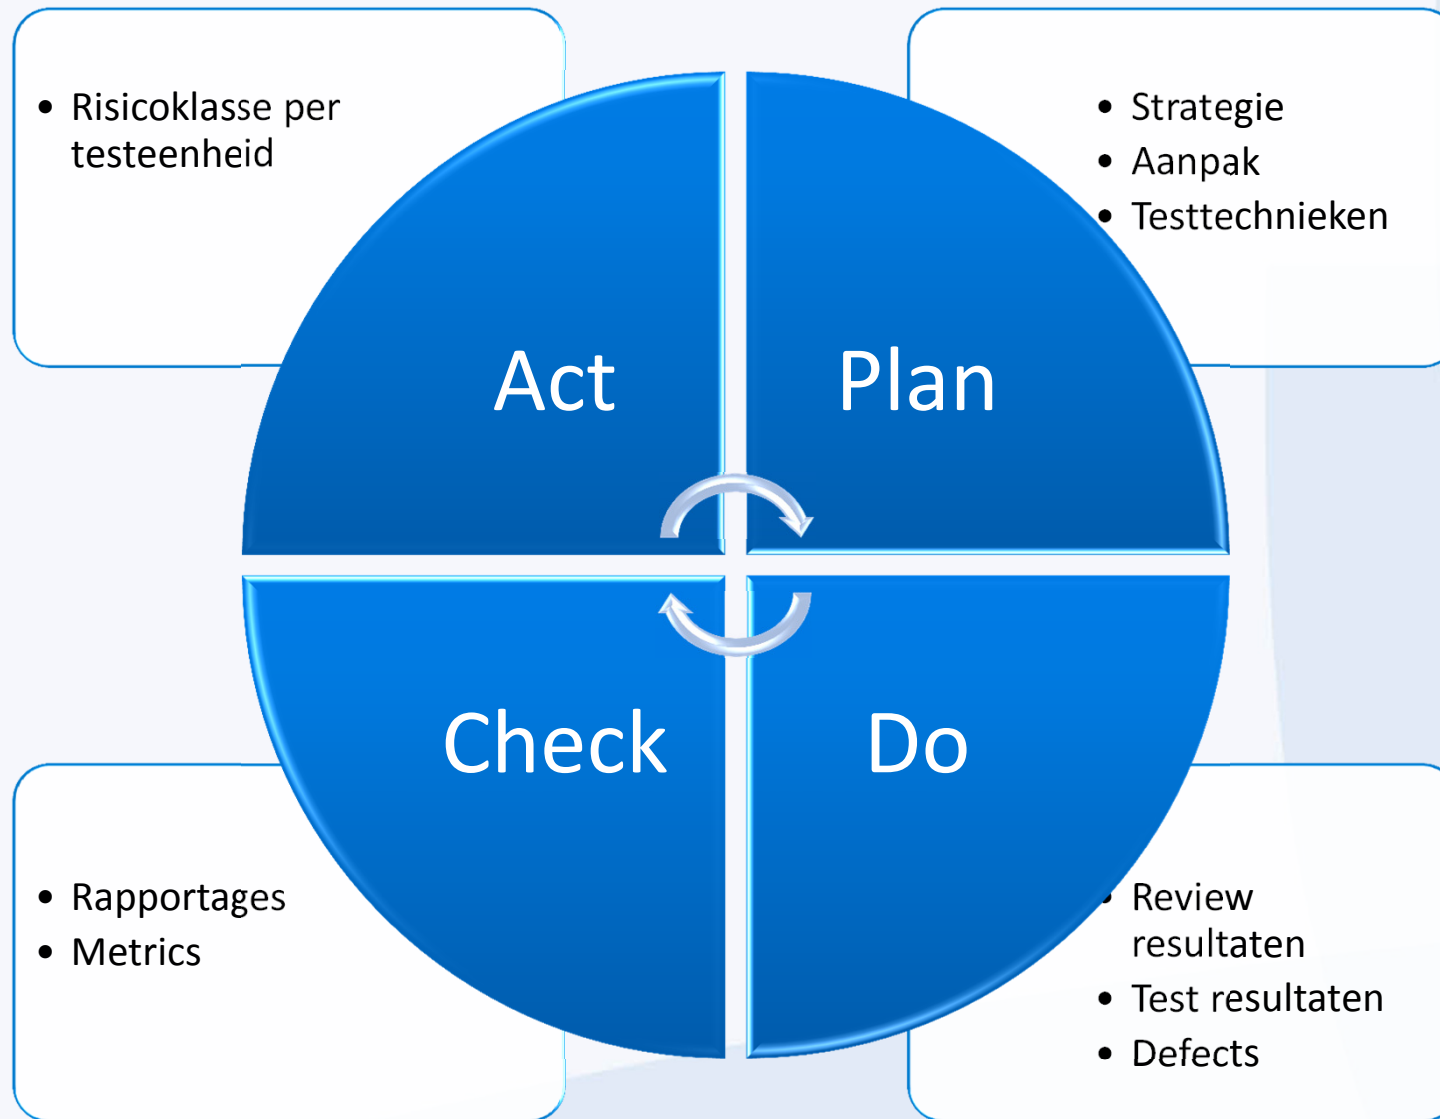 • Risicoklasse per
testeenheid
• Strategie
• Aanpak
• Testtechnieken
Act
Plan
Check
Do
• Rapportages
• Metrics
• Review
resultaten
• Test resultaten
• Defects